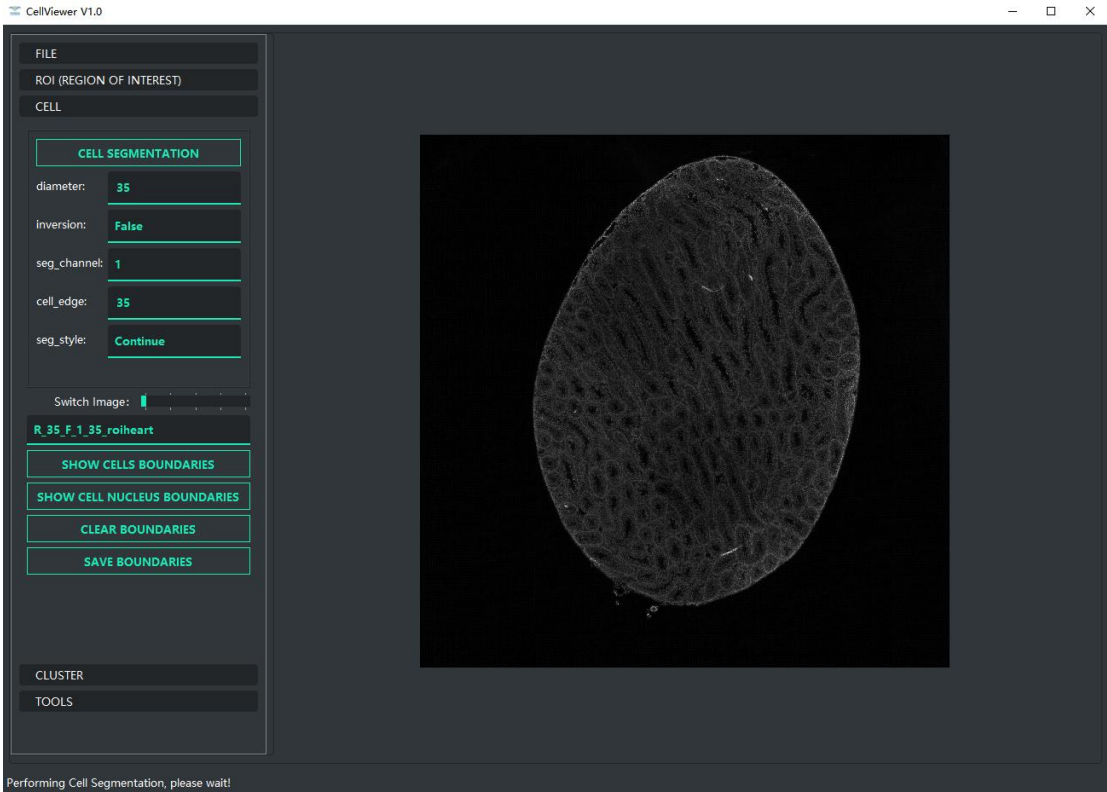 CellViewer V1.0
FILE
ROI (REGION OF INTEREST)
CELL
CELL SEGMENTATION
diameter: 35
inversion: False
seg_channel: 1
cell_edge: 35
seg_style: Continue
Switch Image:
R_35_F_1_35_roiheart
SHOW CELLS BOUNDARIES
SHOW CELL NUCLEUS BOUNDARIES
CLEAR BOUNDARIES
SAVE BOUNDARIES
CLUSTER
TOOLS
Performing Cell Segmentation, please wait!